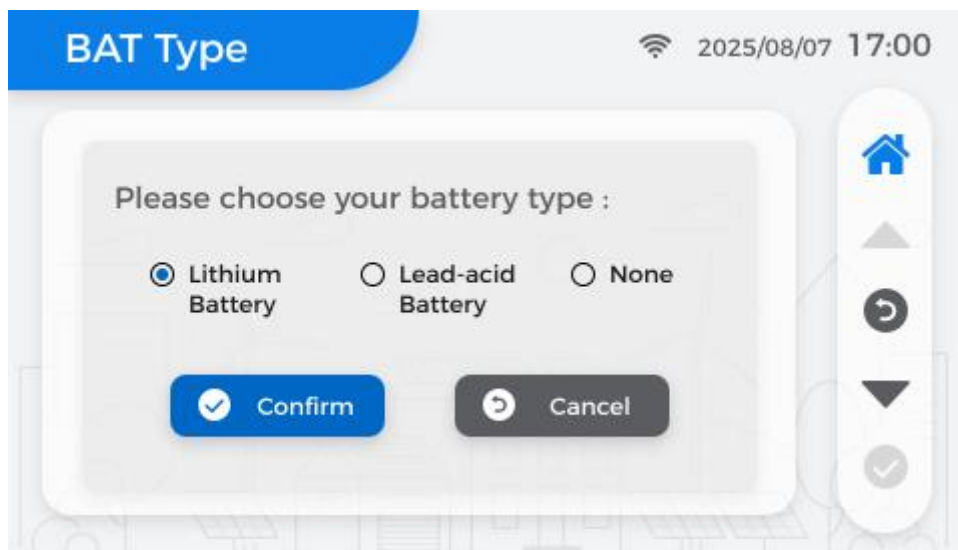 BAT Type
2025/08/07 17:00
Please choose your battery type :
Lithium Battery
Lead-acid Battery
None
Confirm
Cancel